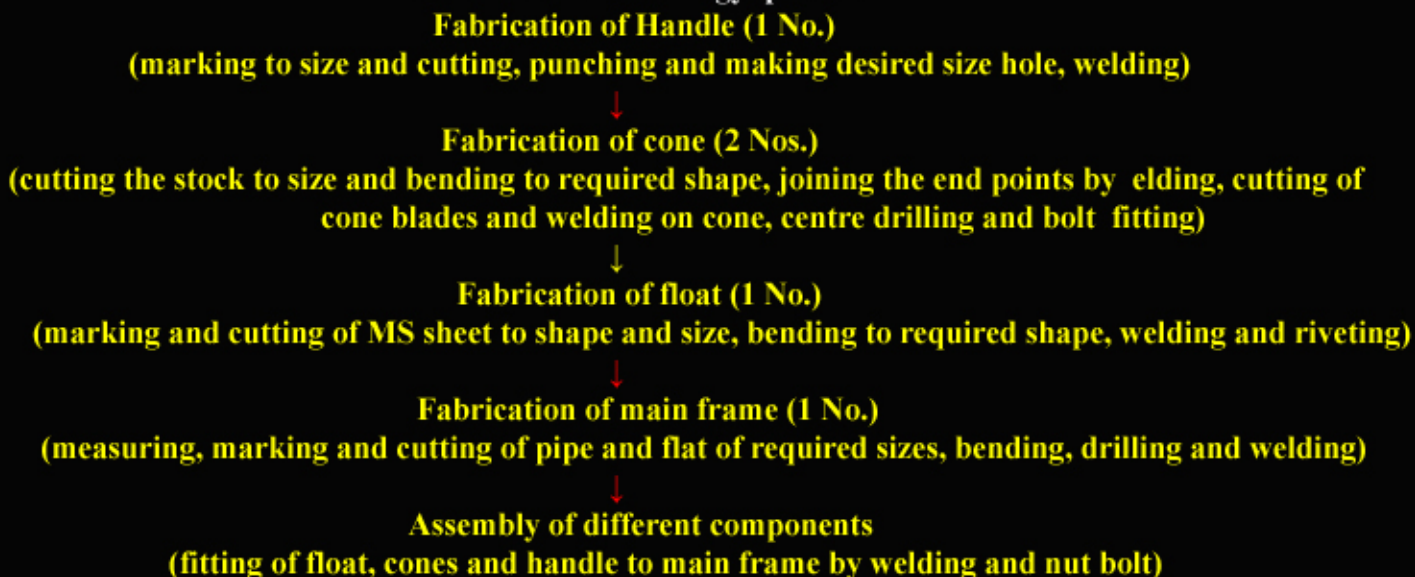 Fabrication of Handle (1 No.)
(marking to size and cutting, punching and making desired size hole, welding)
↓
Fabrication of cone (2 Nos.)
(cutting the stock to size and bending to required shape, joining the end points by elding, cutting of
cone blades and welding on cone, centre drilling and bolt fitting)
↓
Fabrication of float (1 No.)
(marking and cutting of MS sheet to shape and size, bending to required shape, welding and riveting)
↓
Fabrication of main frame (1 No.)
(measuring, marking and cutting of pipe and flat of required sizes, bending, drilling and welding)
↓
Assembly of different components
(fitting of float, cones and handle to main frame by welding and nut bolt)